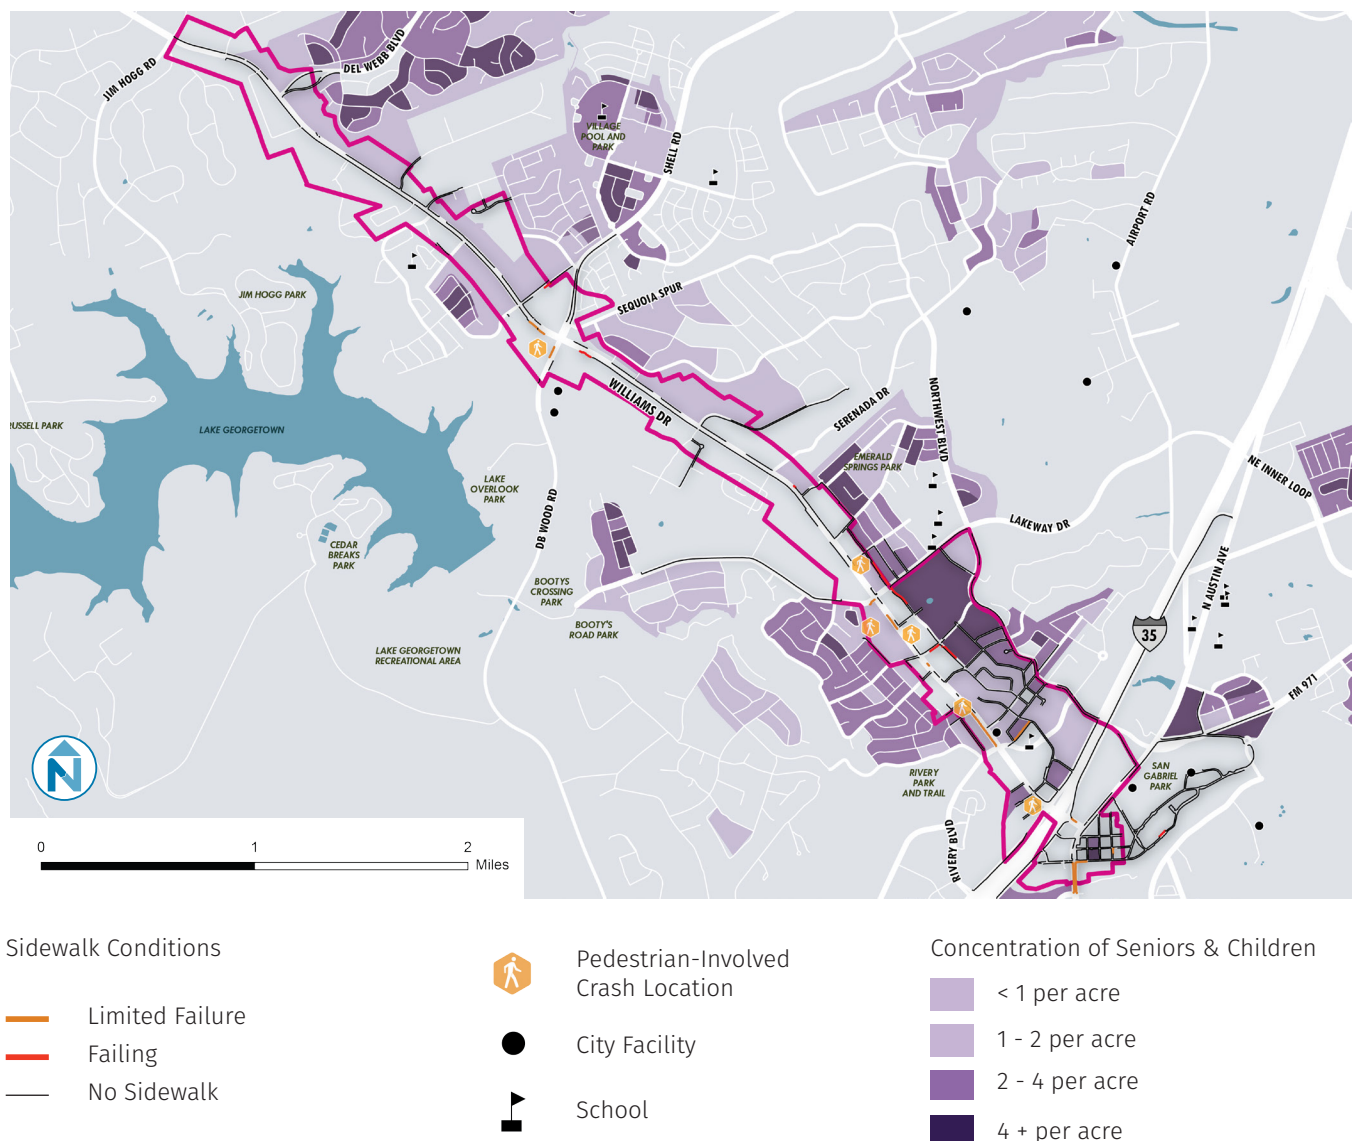 DEL WEBB BLVD
JIM HOGG RD
VILLAGE
POOL AND
PARK
SHELL RD
AIRPORT RD
JIM HOGG PARK
SEQUOIA SPUR
WILLIAMS DR
SERENADA DR
NORTHWEST BLVD
RUSSELL PARK
LAKE GEORGETOWN
EMERALD
SPRINGS PARK
NE INNER LOOP
LAKE
OVERLOOK
PARK
DB WOOD RD
LAKEWAY DR
CEDAR
BREAKS
PARK
BOOTYS
CROSSING
PARK
N AUSTIN AVE
BOOTY'S
ROAD PARK
35
LAKE GEORGETOWN
RECREATIONAL AREA
FM 971
N
RIVERY
PARK
AND TRAIL
SAN
GABRIEL
PARK
RIVERY BLVD
0 1 2
Miles
Sidewalk Conditions
Limited Failure
Failing
No Sidewalk
Pedestrian-Involved
Crash Location
City Facility
School
Concentration of Seniors & Children
< 1 per acre
1 - 2 per acre
2 - 4 per acre
4 + per acre